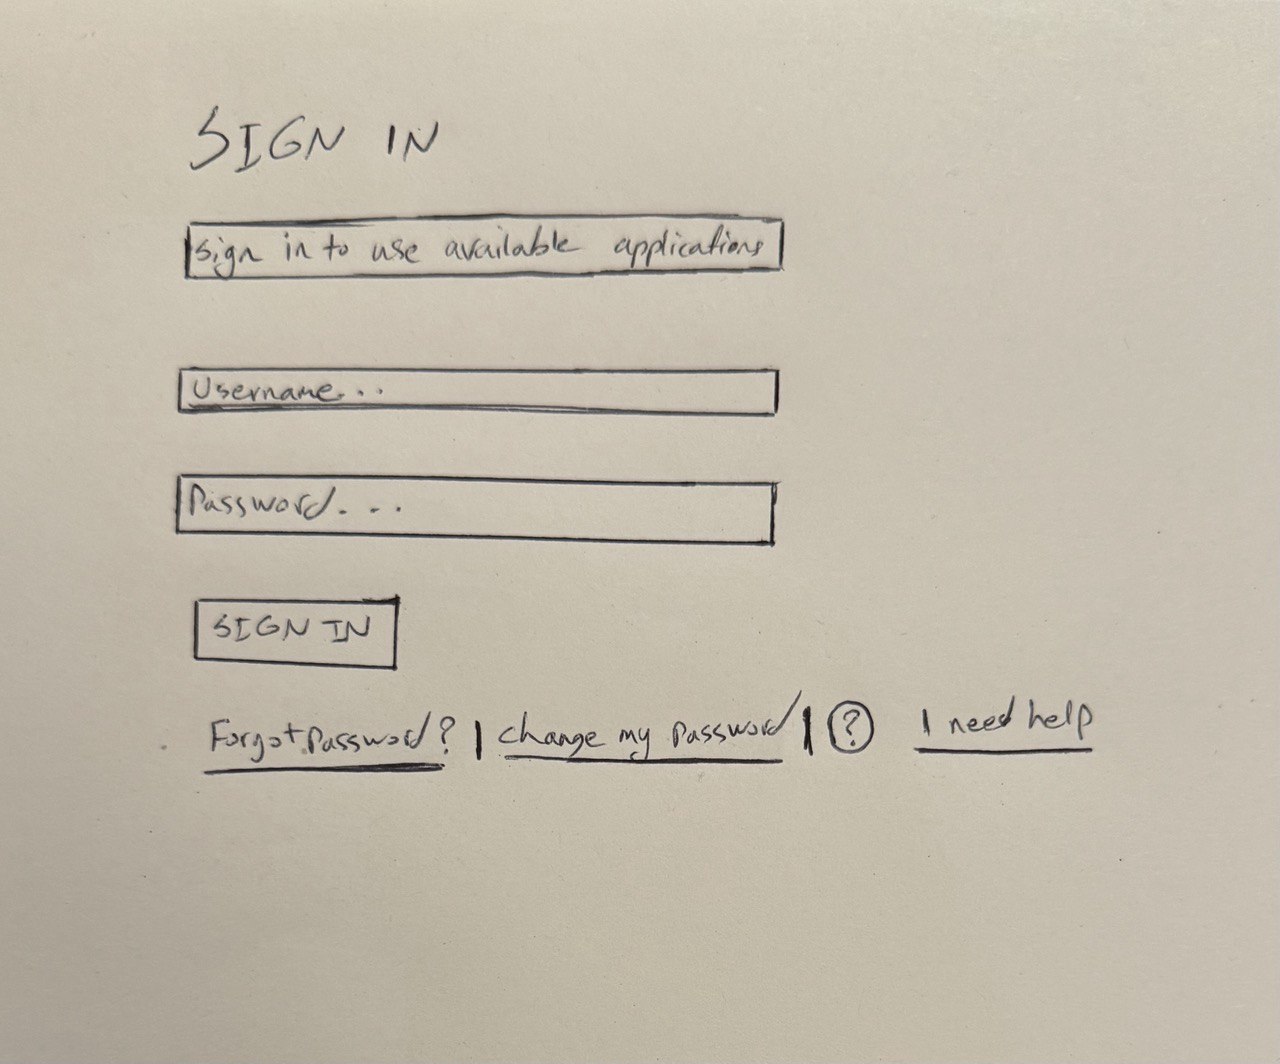 SIGN IN
sign in to use available applications
Username...
Password....
SIGN IN
Forgot Password? | change my password | ? I need help